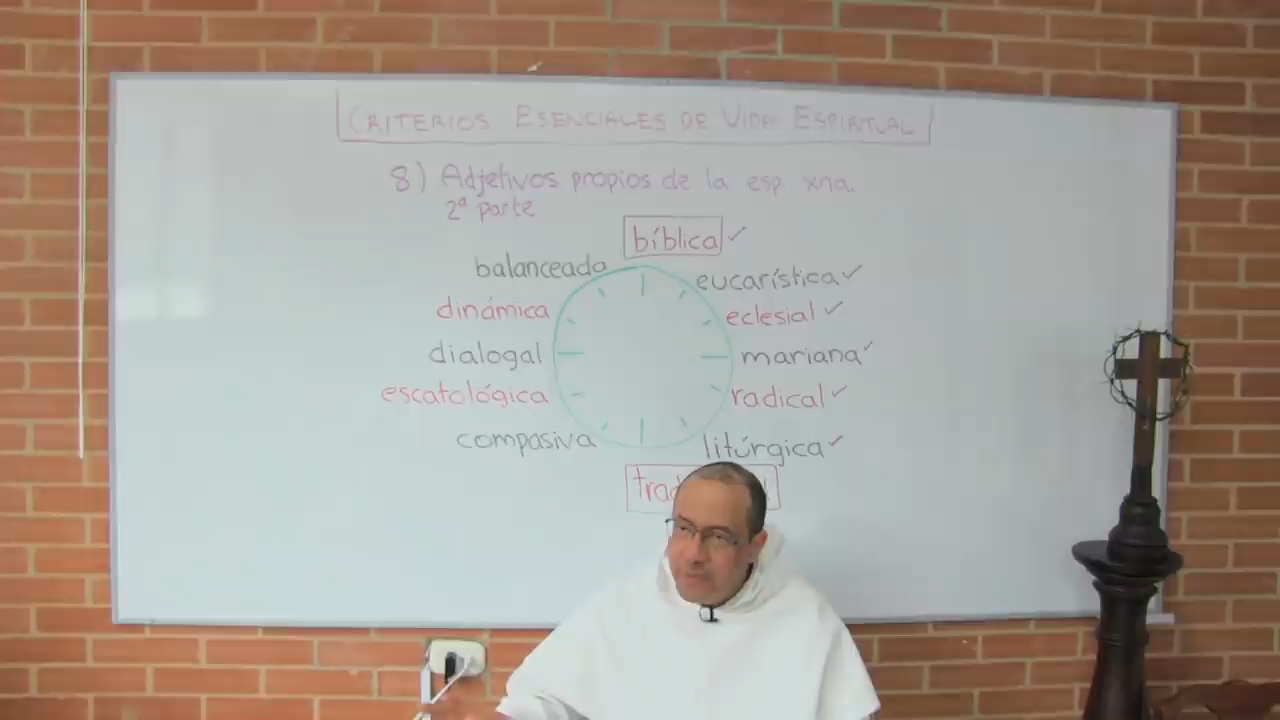 CRITERIOS ESENCIALES DE VIDA ESPIRITUAL
8) Adjetivos propios de la esp xna.
2ª parte
bíblica ✓
balanceada
eucarística ✓
dinámica
eclesial ✓
dialogal
mariana ✓
escatológica
radical ✓
compasiva
litúrgica ✓